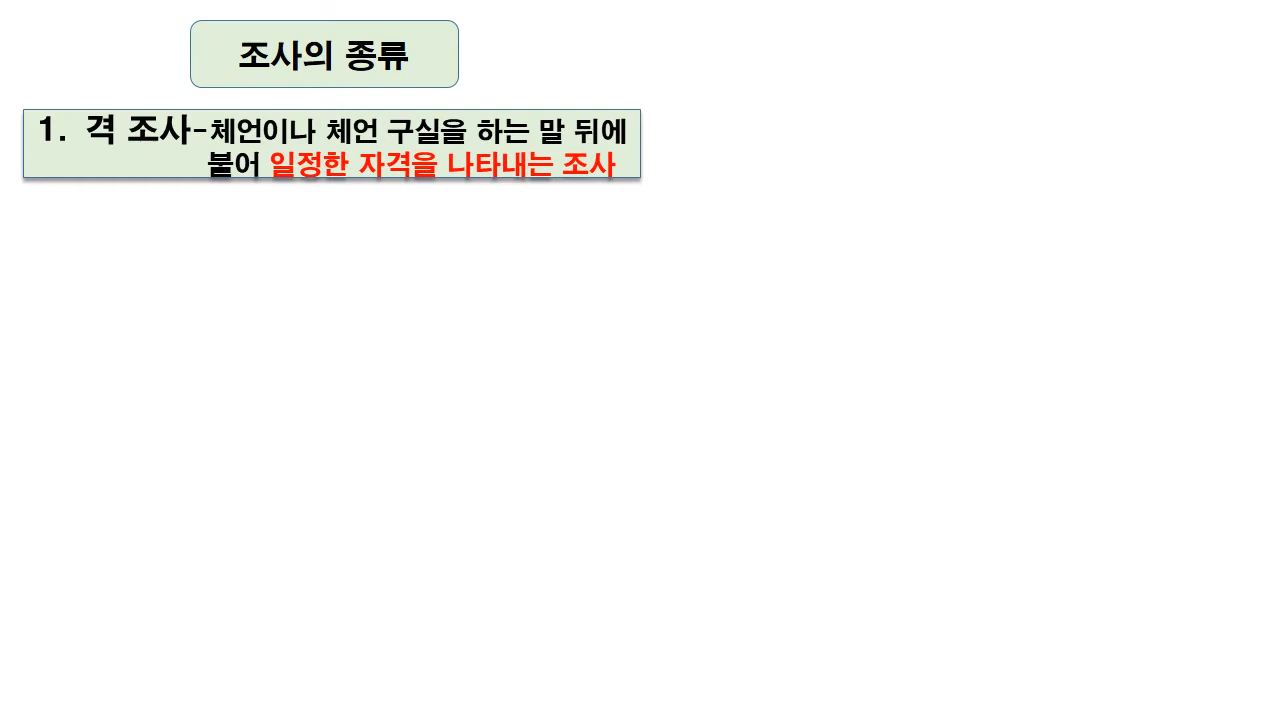 조사의 종류
1. 격 조사-체언이나 체언 구실을 하는 말 뒤에
불어 일정한 자격을 나타내는 조사